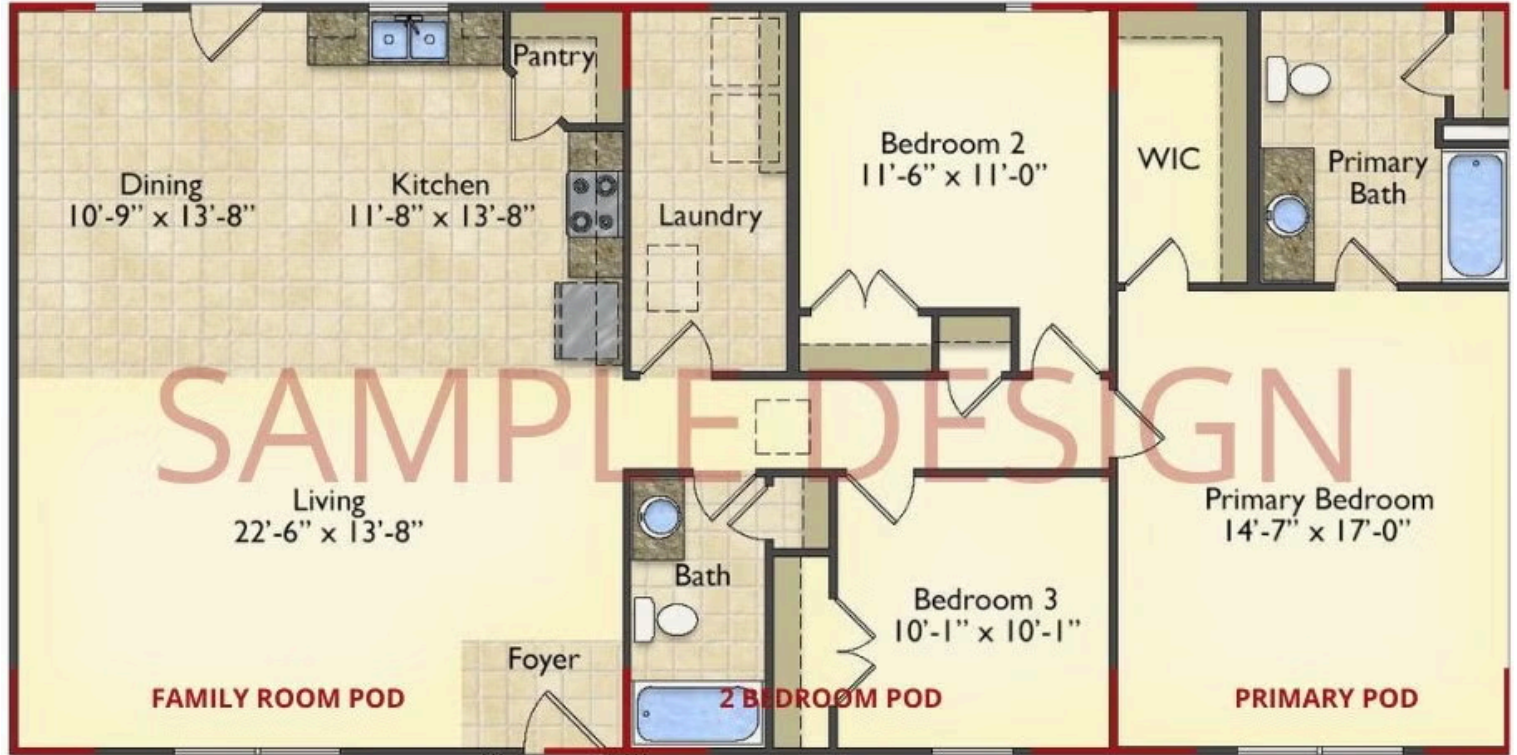 Pantry
Dining
10'-9" x 13'-8"
Kitchen
11'-8" x 13'-8"
Laundry
Bedroom 2
11'-6" x 11'-0"
WIC
Primary
Bath
SAMPLE DESIGN
Living
22'-6" x 13'-8"
Primary Bedroom
14'-7" x 17'-0"
Bath
Bedroom 3
10'-1" x 10'-1"
Foyer
FAMILY ROOM POD
2 BEDROOM POD
PRIMARY POD